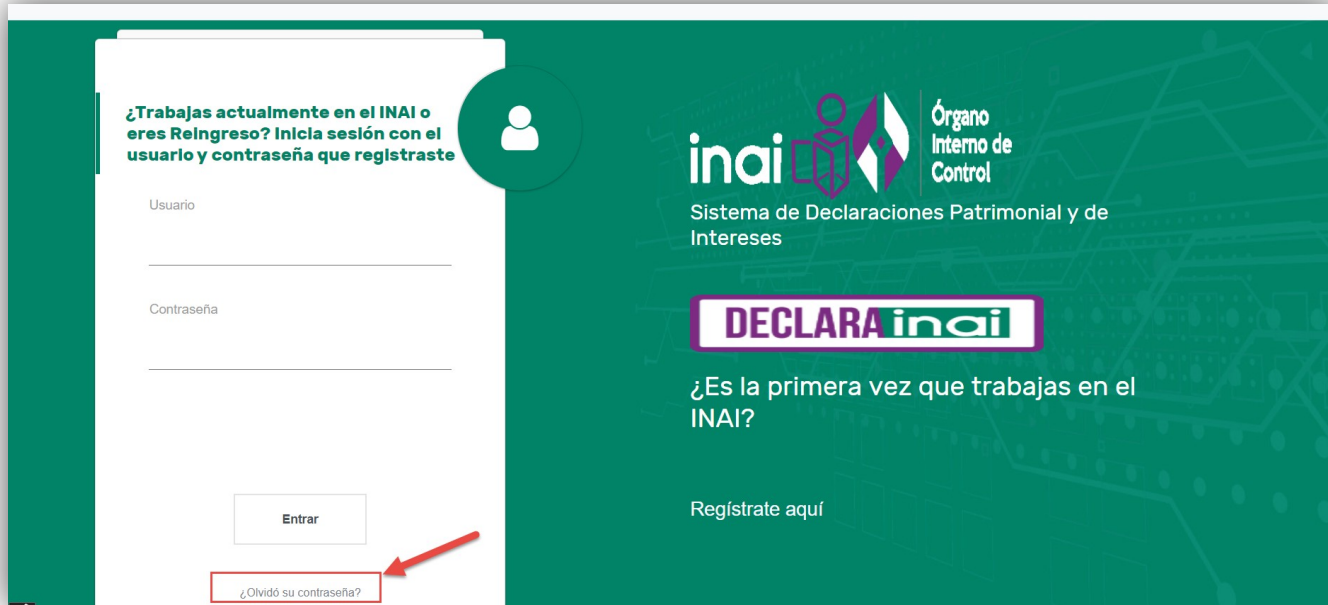 ¿Trabajas actualmente en el INAI o
eres Reingreso? Inicia sesión con el
usuario y contraseña que registraste
Usuario
Contraseña
Entrar
¿Olvidó su contraseña?
inai
Órgano
Interno de
Control
Sistema de Declaraciones Patrimonial y de
Intereses
DECLARA inai
¿Es la primera vez que trabajas en el
INAI?
Regístrate aquí